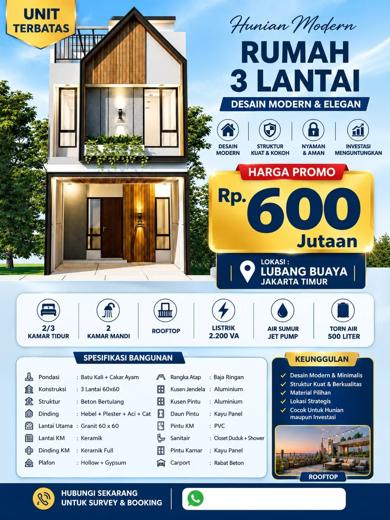 UNIT
TERBATAS
Hunian Modern
RUMAH
3 LANTAI
DESAIN MODERN & ELEGAN
DESAIN
MODERN
STRUKTUR
KUAT & KOKOH
NYAMAN
& AMAN
INVESTASI
MENGUNTUNGKAN
HARGA PROMO
Rp. 600
Jutaan
LOKASI :
LUBANG BUAYA
JAKARTA TIMUR
2/3
KAMAR TIDUR
2
KAMAR MANDI
ROOFTOP
LISTRIK
2.200 VA
AIR SUMUR
JET PUMP
TORN AIR
500 LITER
SPESIFIKASI BANGUNAN
Pondasi : Batu Kali + Cakar Ayam
Konstruksi : 3 Lantai 60x60
Struktur : Beton Bertulang
Dinding : Hebel + Plester + Aci + Cat
Lantai Utama : Granit 60 x 60
Lantai KM : Keramik
Dinding KM : Keramik Full
Plafon : Hollow + Gypsum
Rangka Atap : Baja Ringan
Kusen Jendela : Aluminium
Kusen Pintu : Aluminium
Daun Pintu : Kayu Panel
Pintu KM : PVC
Sanitair : Closet Duduk + Shower
Pintu Kamar : Kayu Panel
Carport : Rabat Beton
KEUNGGULAN
Desain Modern & Minimalis
Struktur Kuat & Berkualitas
Material Pilihan
Lokasi Strategis
Cocok Untuk Hunian
maupun Investasi
ROOFTOP
HUBUNGI SEKARANG
UNTUK SURVEY & BOOKING